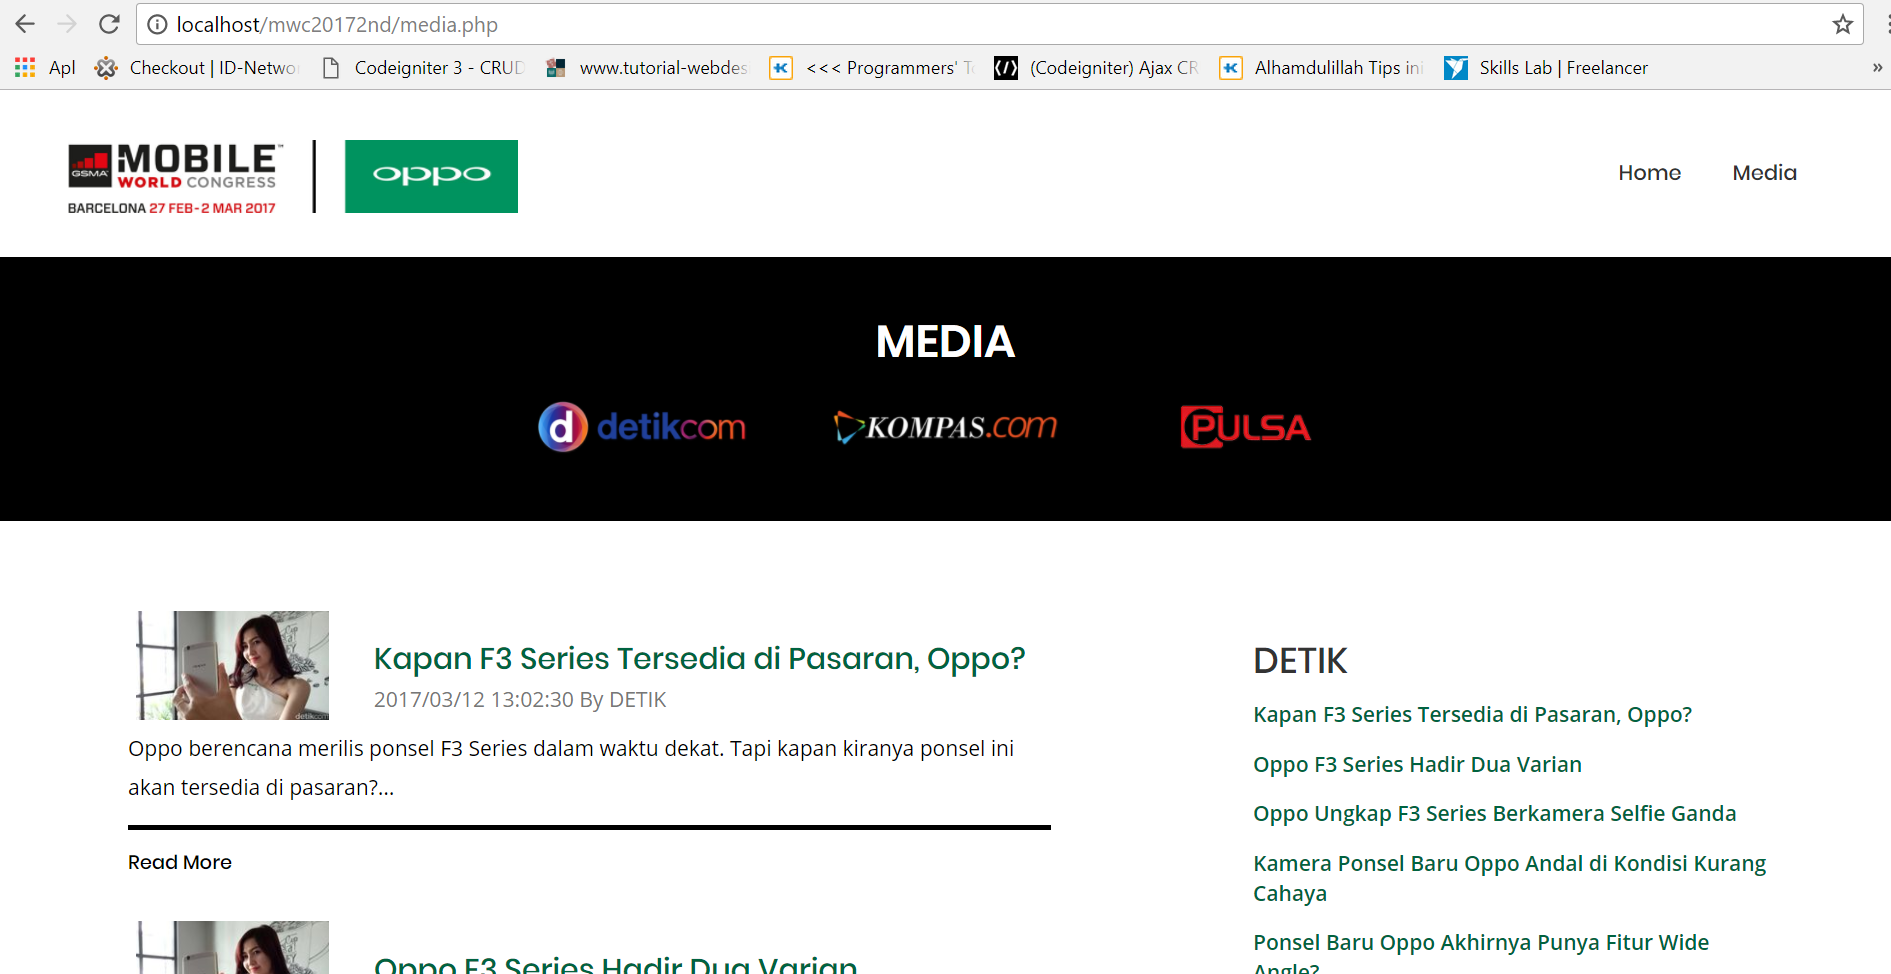 localhost/mwc20172nd/media.php
Apl Checkout | ID-Netwo Codeigniter 3 - CRUD www.tutorial-webdes <<< Programmers' (Codeigniter) Ajax CR Alhamdulillah Tips ini Skills Lab | Freelancer »
GSMA MOBILE™
WORLD CONGRESS
BARCELONA 27 FEB-2 MAR 2017
oppo
Home Media
MEDIA
d detikcom KOMPAS.com PULSA
Kapan F3 Series Tersedia di Pasaran, Oppo?
2017/03/12 13:02:30 By DETIK
detikcom
Oppo berencana merilis ponsel F3 Series dalam waktu dekat. Tapi kapan kiranya ponsel ini
akan tersedia di pasaran?...
Read More
Oppo F3 Series Hadir Dua Varian
DETIK
Kapan F3 Series Tersedia di Pasaran, Oppo?
Oppo F3 Series Hadir Dua Varian
Oppo Ungkap F3 Series Berkamera Selfie Ganda
Kamera Ponsel Baru Oppo Andal di Kondisi Kurang
Cahaya
Ponsel Baru Oppo Akhirnya Punya Fitur Wide
Angle?